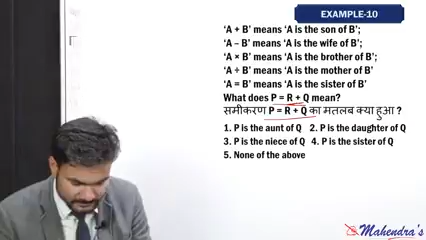 EXAMPLE-10
‘A + B’ means ‘A is the son of B’;
‘A – B’ means ‘A is the wife of B’;
‘A × B’ means ‘A is the brother of B’;
‘A ÷ B’ means ‘A is the mother of B’
‘A = B’ means ‘A is the sister of B’
What does P = R + Q mean?
समीकरण P = R + Q का मतलब क्या हुआ ?
1. P is the aunt of Q 2. P is the daughter of Q
3. P is the niece of Q 4. P is the sister of Q
5. None of the above
Mahendra's